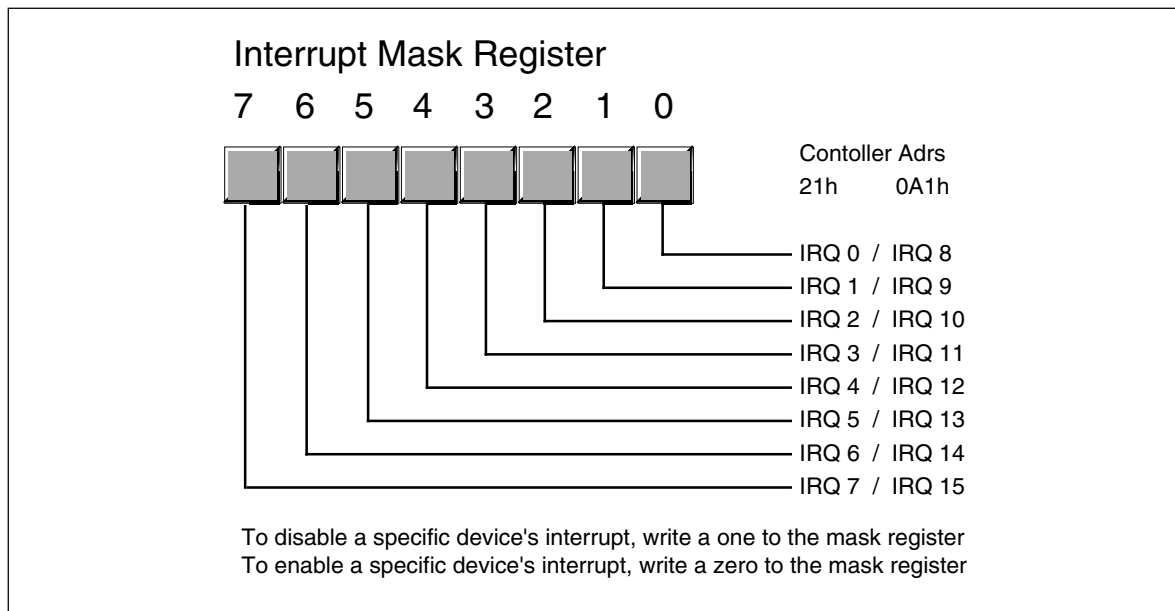 Interrupt Mask Register
7 6 5 4 3 2 1 0
Contoller Adrs
21h 0A1h
IRQ 0 / IRQ 8
IRQ 1 / IRQ 9
IRQ 2 / IRQ 10
IRQ 3 / IRQ 11
IRQ 4 / IRQ 12
IRQ 5 / IRQ 13
IRQ 6 / IRQ 14
IRQ 7 / IRQ 15
To disable a specific device's interrupt, write a one to the mask register
To enable a specific device's interrupt, write a zero to the mask register